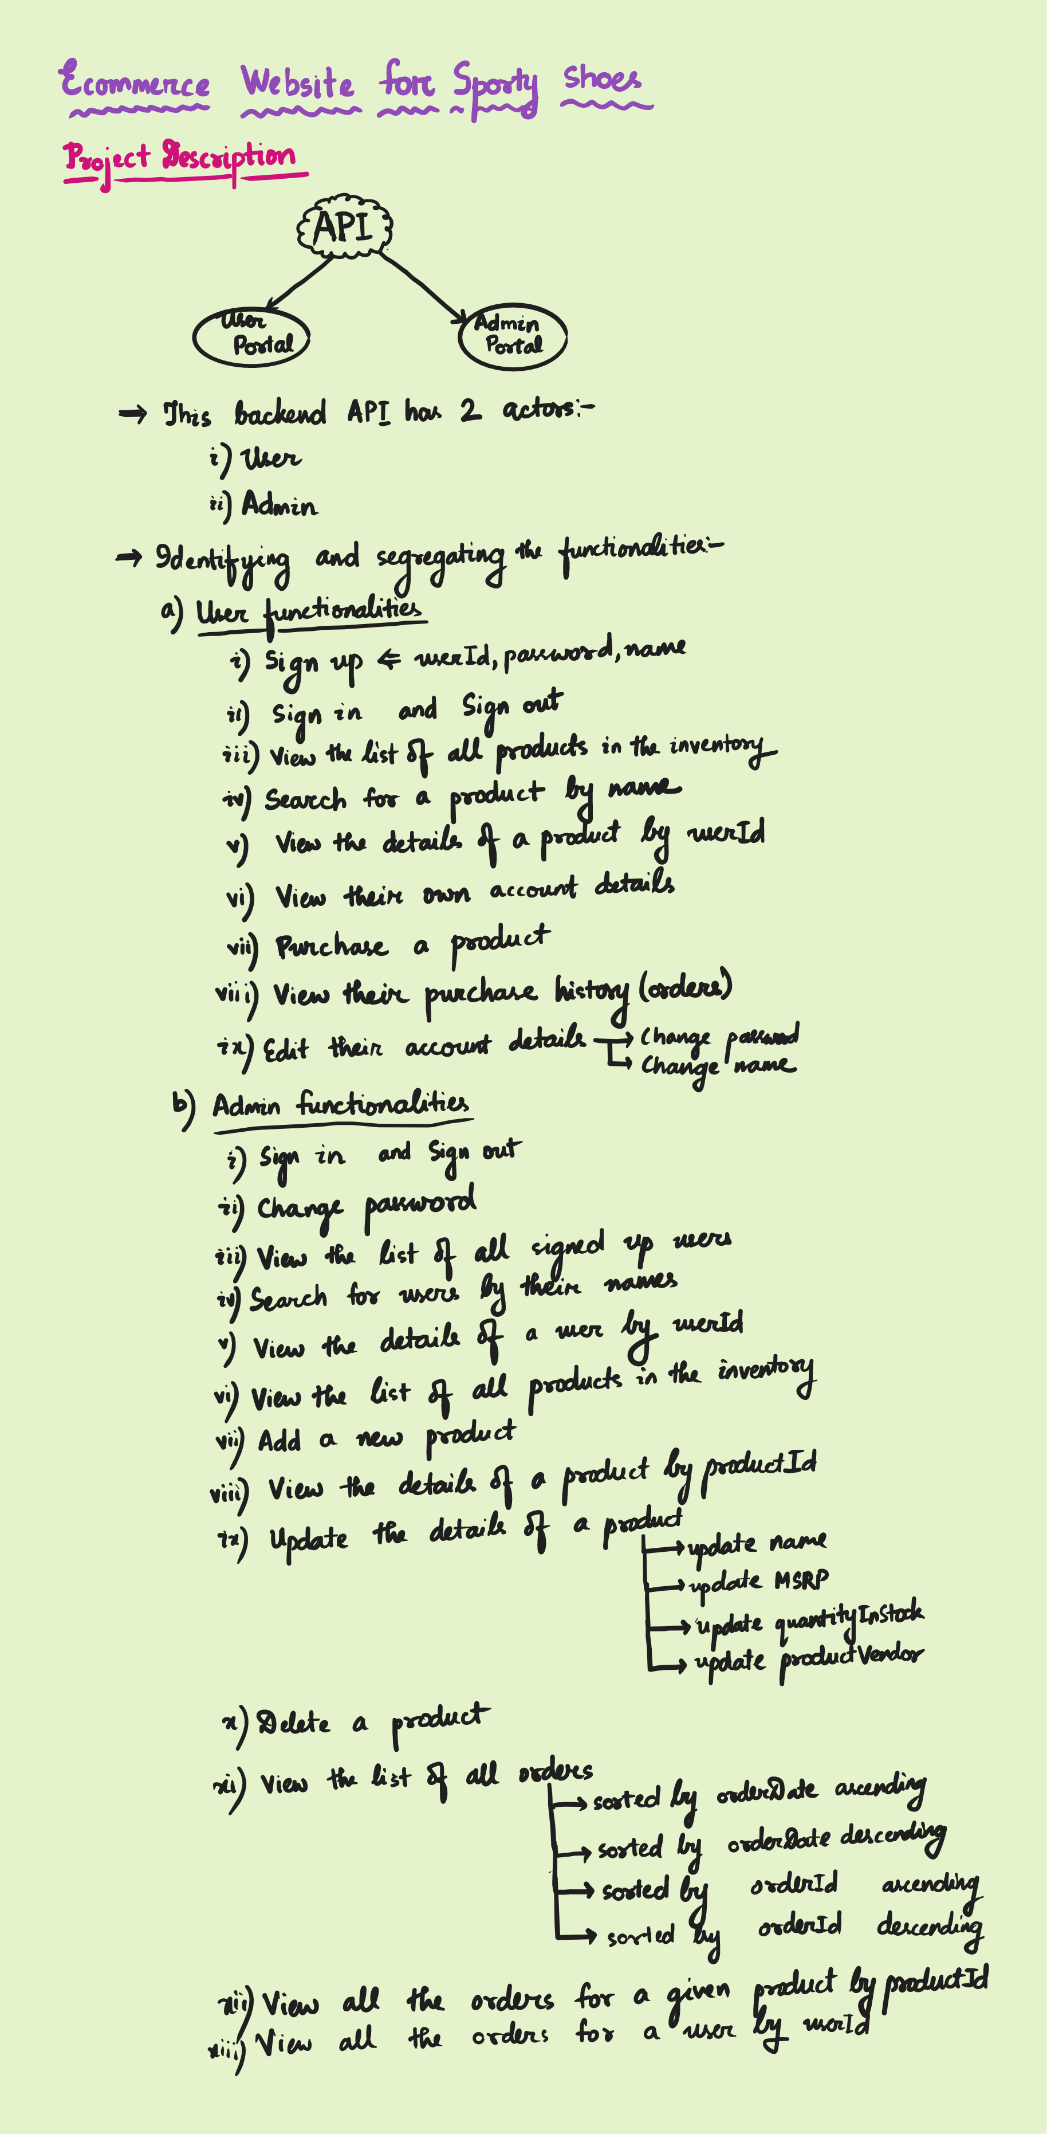 Ecommerce Website for Sporty Shoes
Project Description
API
User Portal
Admin Portal
→ This backend API has 2 actors:-
i) User
ii) Admin
→ Identifying and segregating the functionalities:-
a) User functionalities
i) Sign up ⇐ userId, password, name
ii) Sign in and Sign out
iii) View the list of all products in the inventory
iv) Search for a product by name
v) View the details of a product by userId
vi) View their own account details
vii) Purchase a product
viii) View their purchase history (orders)
ix) Edit their account details → Change password
→ Change name
b) Admin functionalities
i) Sign in and Sign out
ii) Change password
iii) View the list of all signed up users
iv) Search for users by their names
v) View the details of a user by userId
vi) View the list of all products in the inventory
vii) Add a new product
viii) View the details of a product by productId
ix) Update the details of a product
→ update name
→ update MSRP
→ update quantityInStock
→ update productVendor
x) Delete a product
xi) View the list of all orders
→ sorted by orderDate ascending
→ sorted by orderDate descending
→ sorted by orderId ascending
→ sorted by orderId descending
xii) View all the orders for a given product by productId
xiii) View all the orders for a user by userId